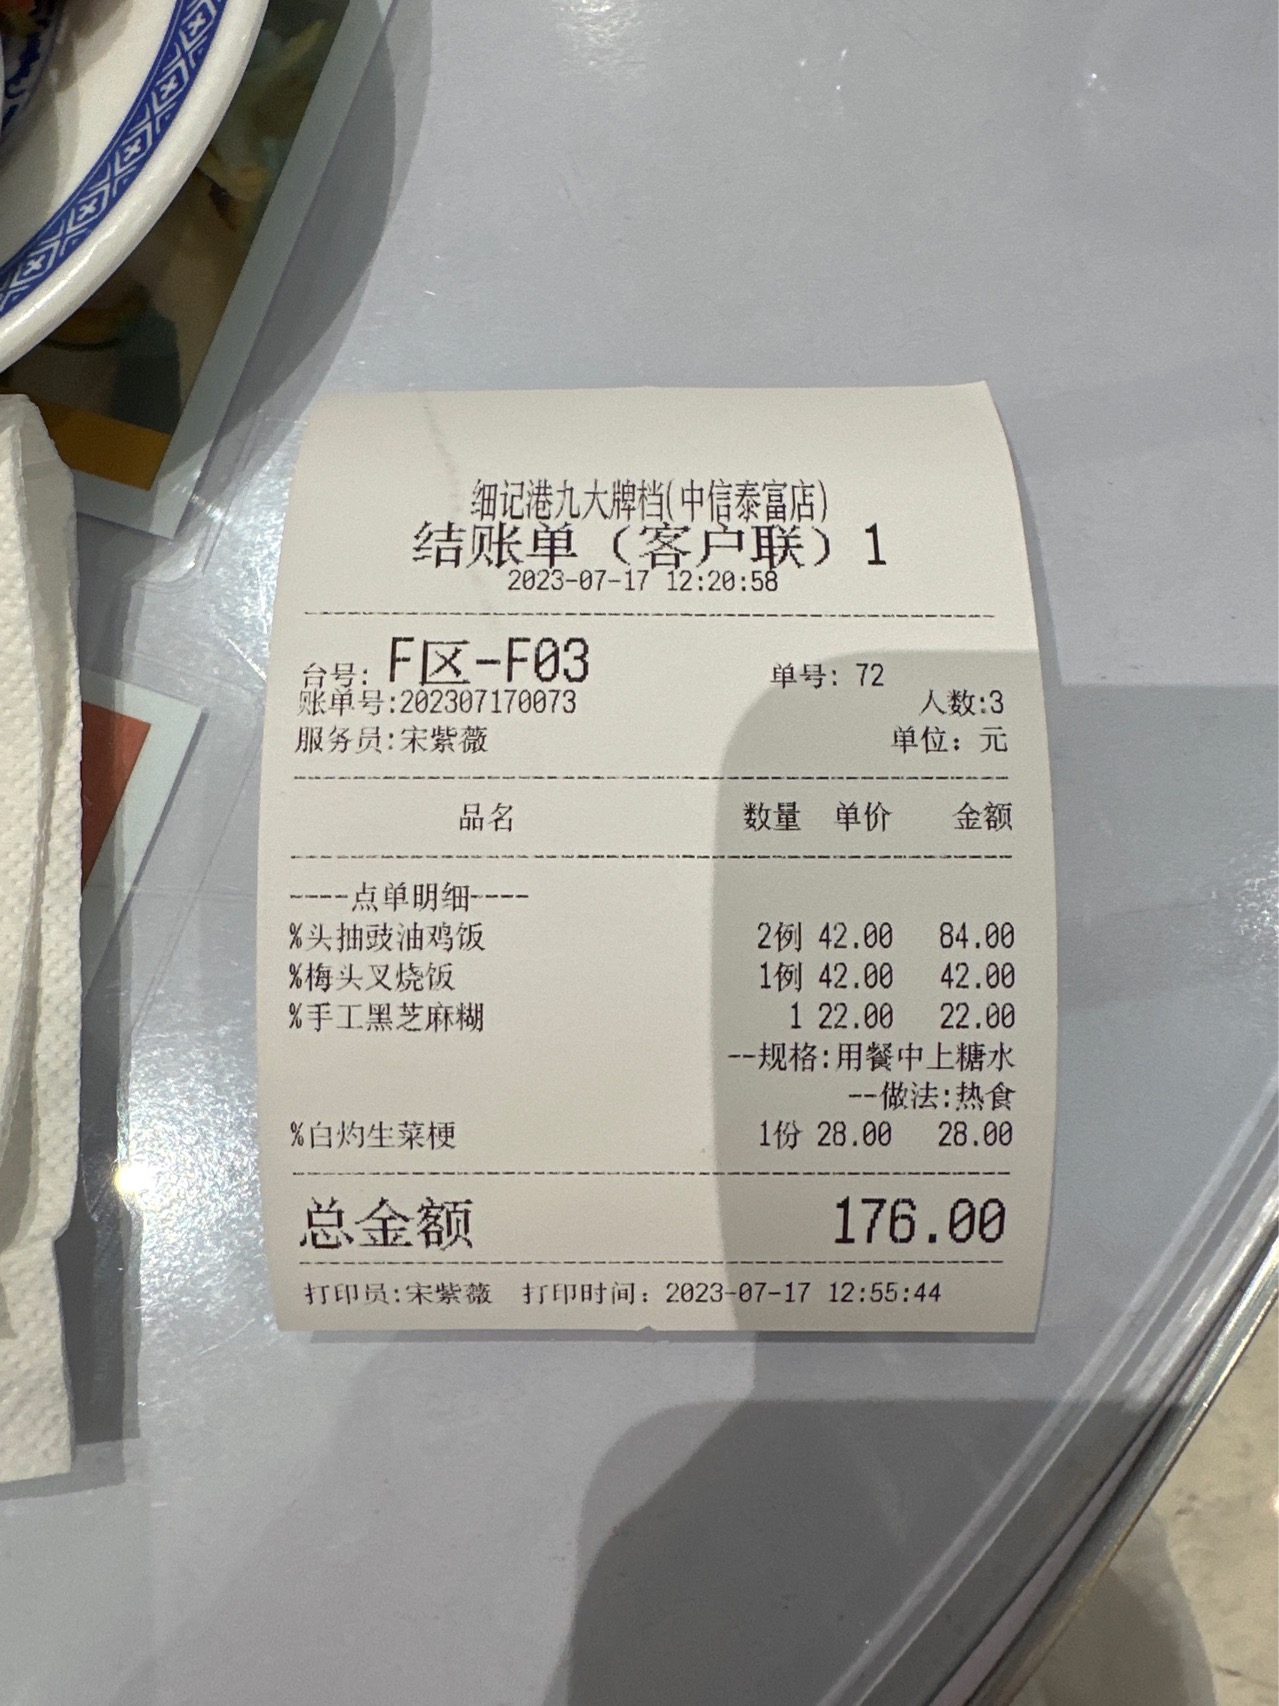 细记港九大牌档(中信泰富店)
结账单（客户联）1
2023-07-17 12:20:58
台号: F区-F03 单号: 72
账单号:202307170073 人数:3
服务员:宋紫薇 单位: 元
品名 数量 单价 金额
----点单明细----
%头抽豉油鸡饭 2例 42.00 84.00
%梅头叉烧饭 1例 42.00 42.00
%手工黑芝麻糊 1 22.00 22.00
--规格:用餐中上糖水
--做法:热食
%白灼生菜梗 1份 28.00 28.00
总金额 176.00
打印员:宋紫薇 打印时间: 2023-07-17 12:55:44